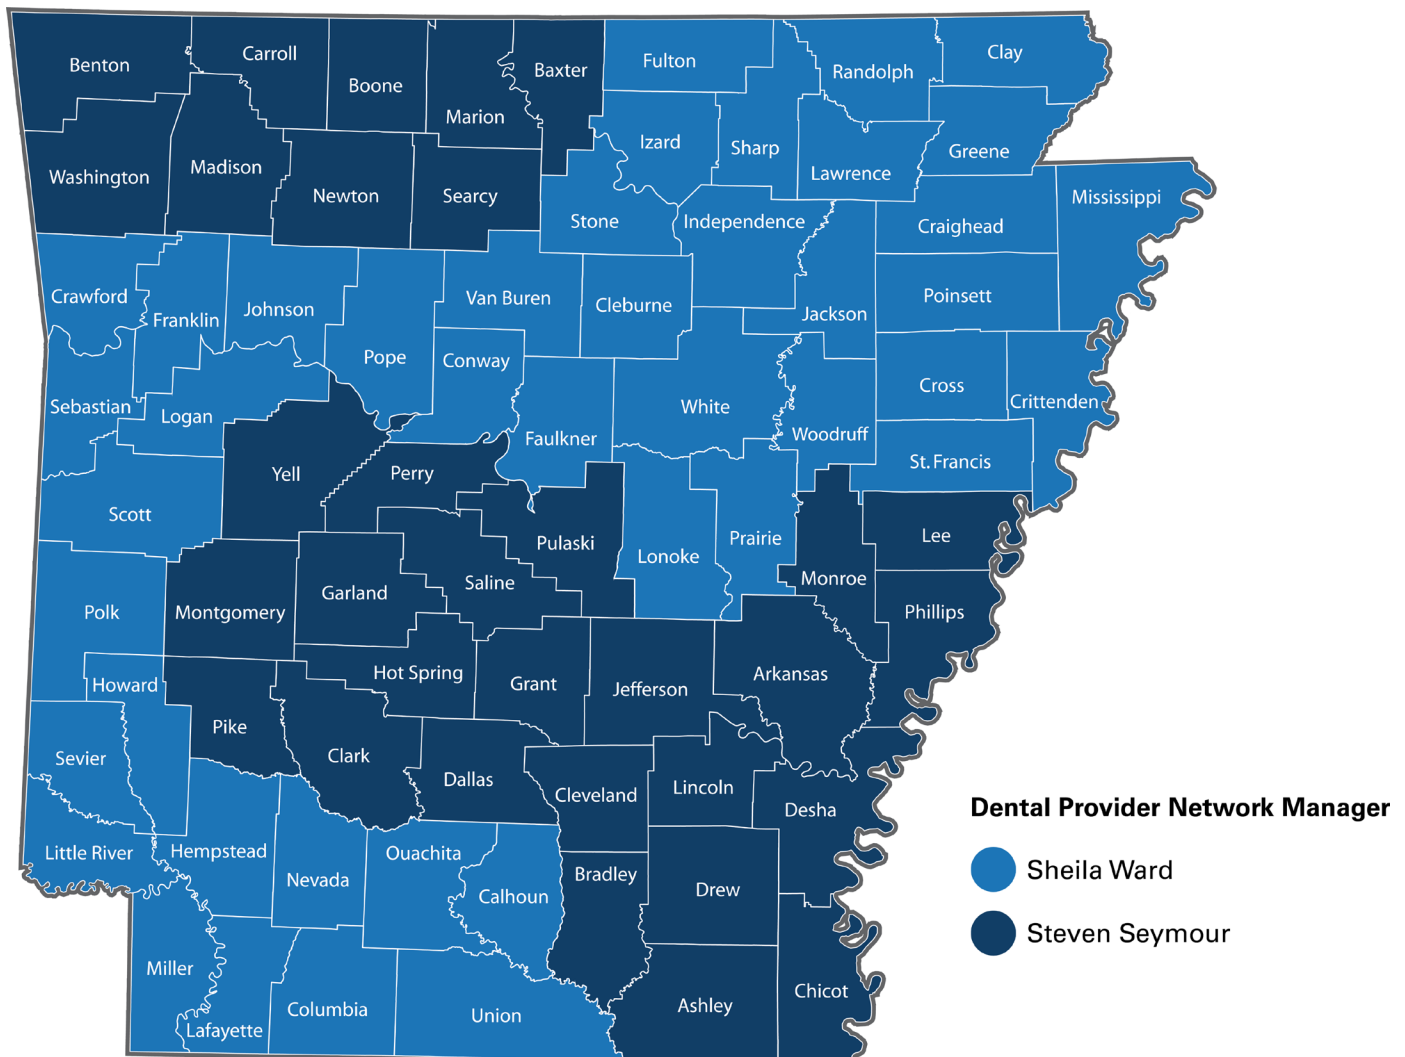 Benton
Carroll
Boone
Marion
Baxter
Fulton
Randolph
Clay
Izard
Sharp
Lawrence
Greene
Washington
Madison
Newton
Searcy
Stone
Independence
Craighead
Mississippi
Crawford
Franklin
Johnson
Pope
Van Buren
Cleburne
Jackson
Poinsett
Conway
Sebastian
Logan
Faulkner
White
Woodruff
Cross
Crittenden
St. Francis
Scott
Yell
Perry
Pulaski
Lonoke
Prairie
Monroe
Lee
Polk
Montgomery
Garland
Saline
Phillips
Howard
Hot Spring
Grant
Jefferson
Arkansas
Sevier
Pike
Clark
Dallas
Cleveland
Lincoln
Desha
Little River
Hempstead
Nevada
Ouachita
Calhoun
Bradley
Drew
Miller
Lafayette
Columbia
Union
Ashley
Chicot
Dental Provider Network Manager
Sheila Ward
Steven Seymour